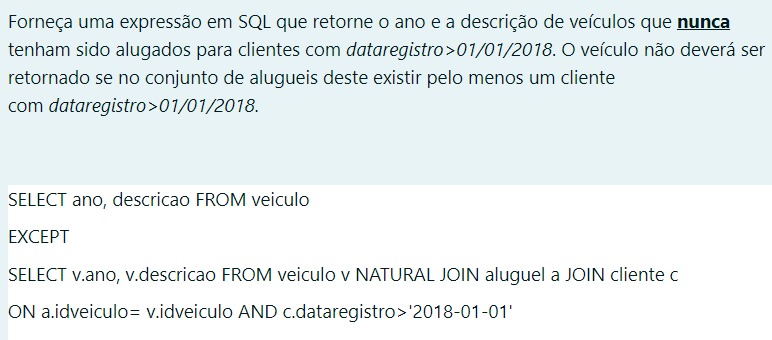 Forneça uma expressão em SQL que retorne o ano e a descrição de veículos que nunca
tenham sido alugados para clientes com dataregistro>01/01/2018. O veículo não deverá ser
retornado se no conjunto de alugueis deste existir pelo menos um cliente
com dataregistro>01/01/2018.
SELECT ano, descricao FROM veiculo
EXCEPT
SELECT v.ano, v.descricao FROM veiculo v NATURAL JOIN aluguel a JOIN cliente c
ON a.idveiculo= v.idveiculo AND c.dataregistro>'2018-01-01'